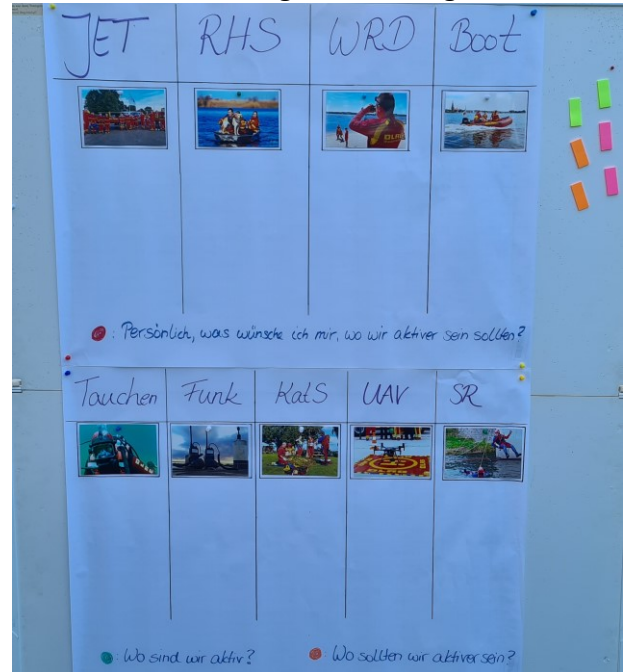 JET RHS WRD Boot
DLRG
: Persönlich, was wünsche ich mir, wo wir aktiver sein sollten?
Tauchen Funk KatS UAV SR
: Wo sind wir aktiv? : Wo sollten wir aktiver sein?